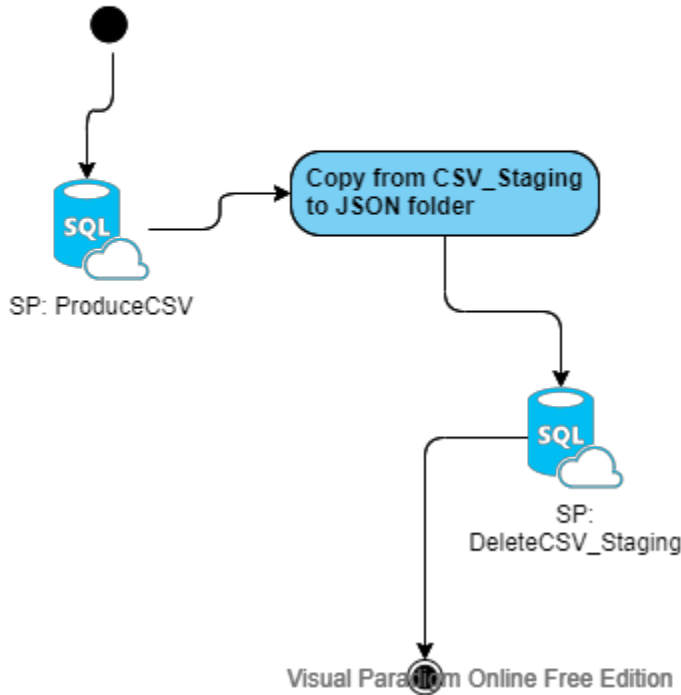 SQL
SP: ProduceCSV
Copy from CSV_Staging
to JSON folder
SQL
SP:
DeleteCSV_Staging
Visual Paradigm Online Free Edition